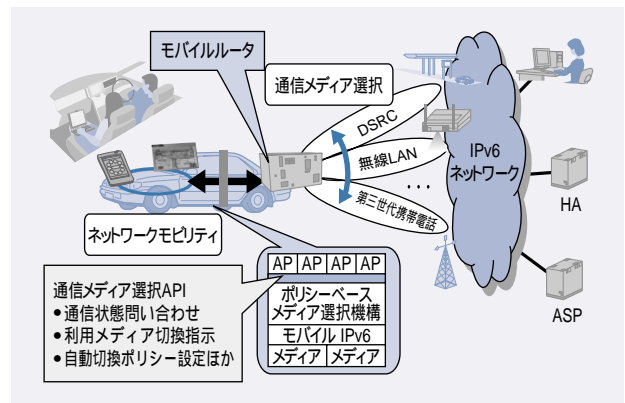 モバイルルータ
通信メディア選択
DSRC
無線LAN
・・・
第三世代携帯電話
IPv6
ネットワーク
HA
ASP
ネットワークモビリティ
通信メディア選択API
●通信状態問い合わせ
●利用メディア切換指示
●自動切換ポリシー設定ほか
AP AP AP AP
ポリシーベース
メディア選択機構
モバイル IPv6
メディア メディア